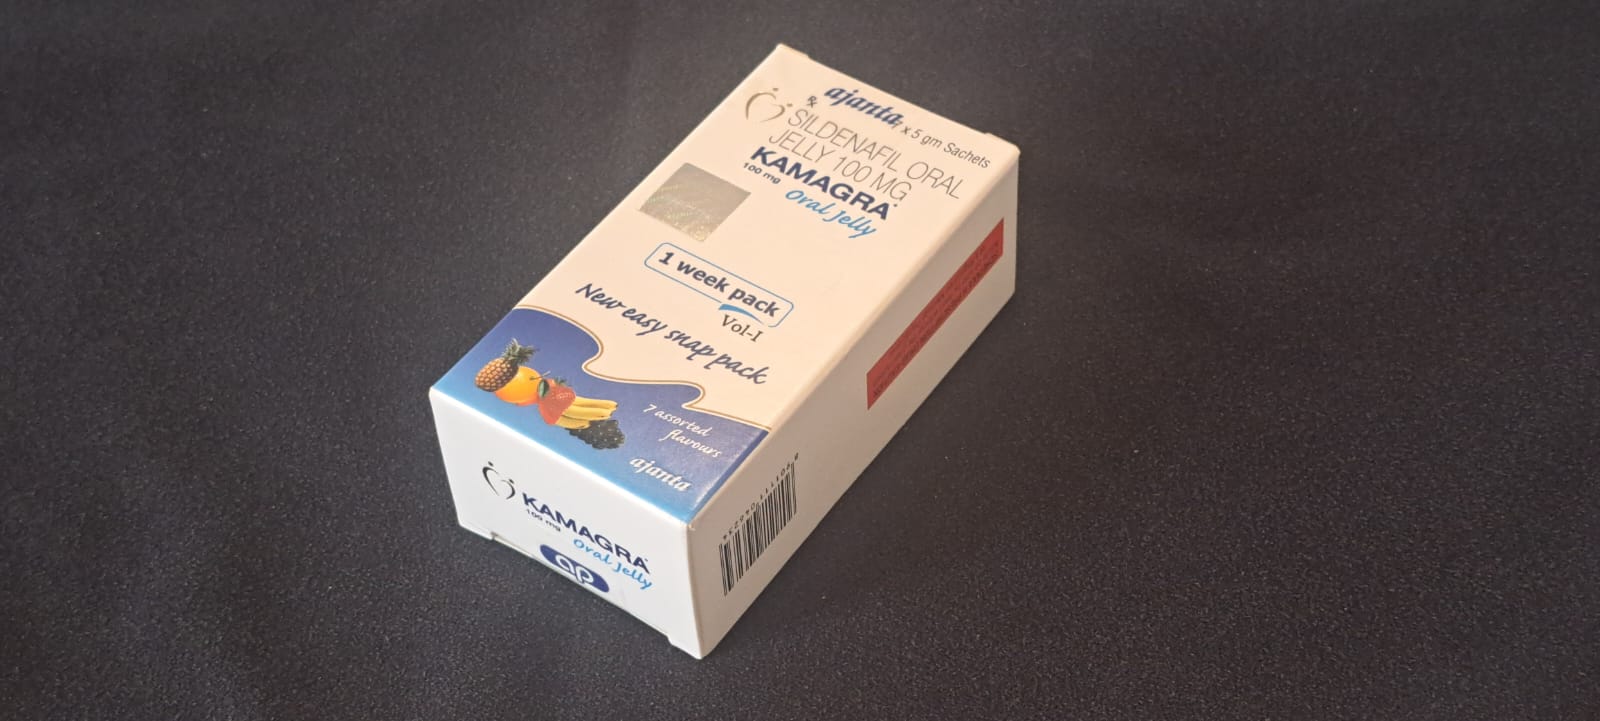 ajanta
℞
7 x 5 gm Sachets
SILDENAFIL ORAL
JELLY 100 MG
KAMAGRA
100 mg
Oral Jelly
1 week pack
Vol-I
New easy snap pack
7 assorted
flavours
ajanta
KAMAGRA
100 mg
Oral Jelly
ap